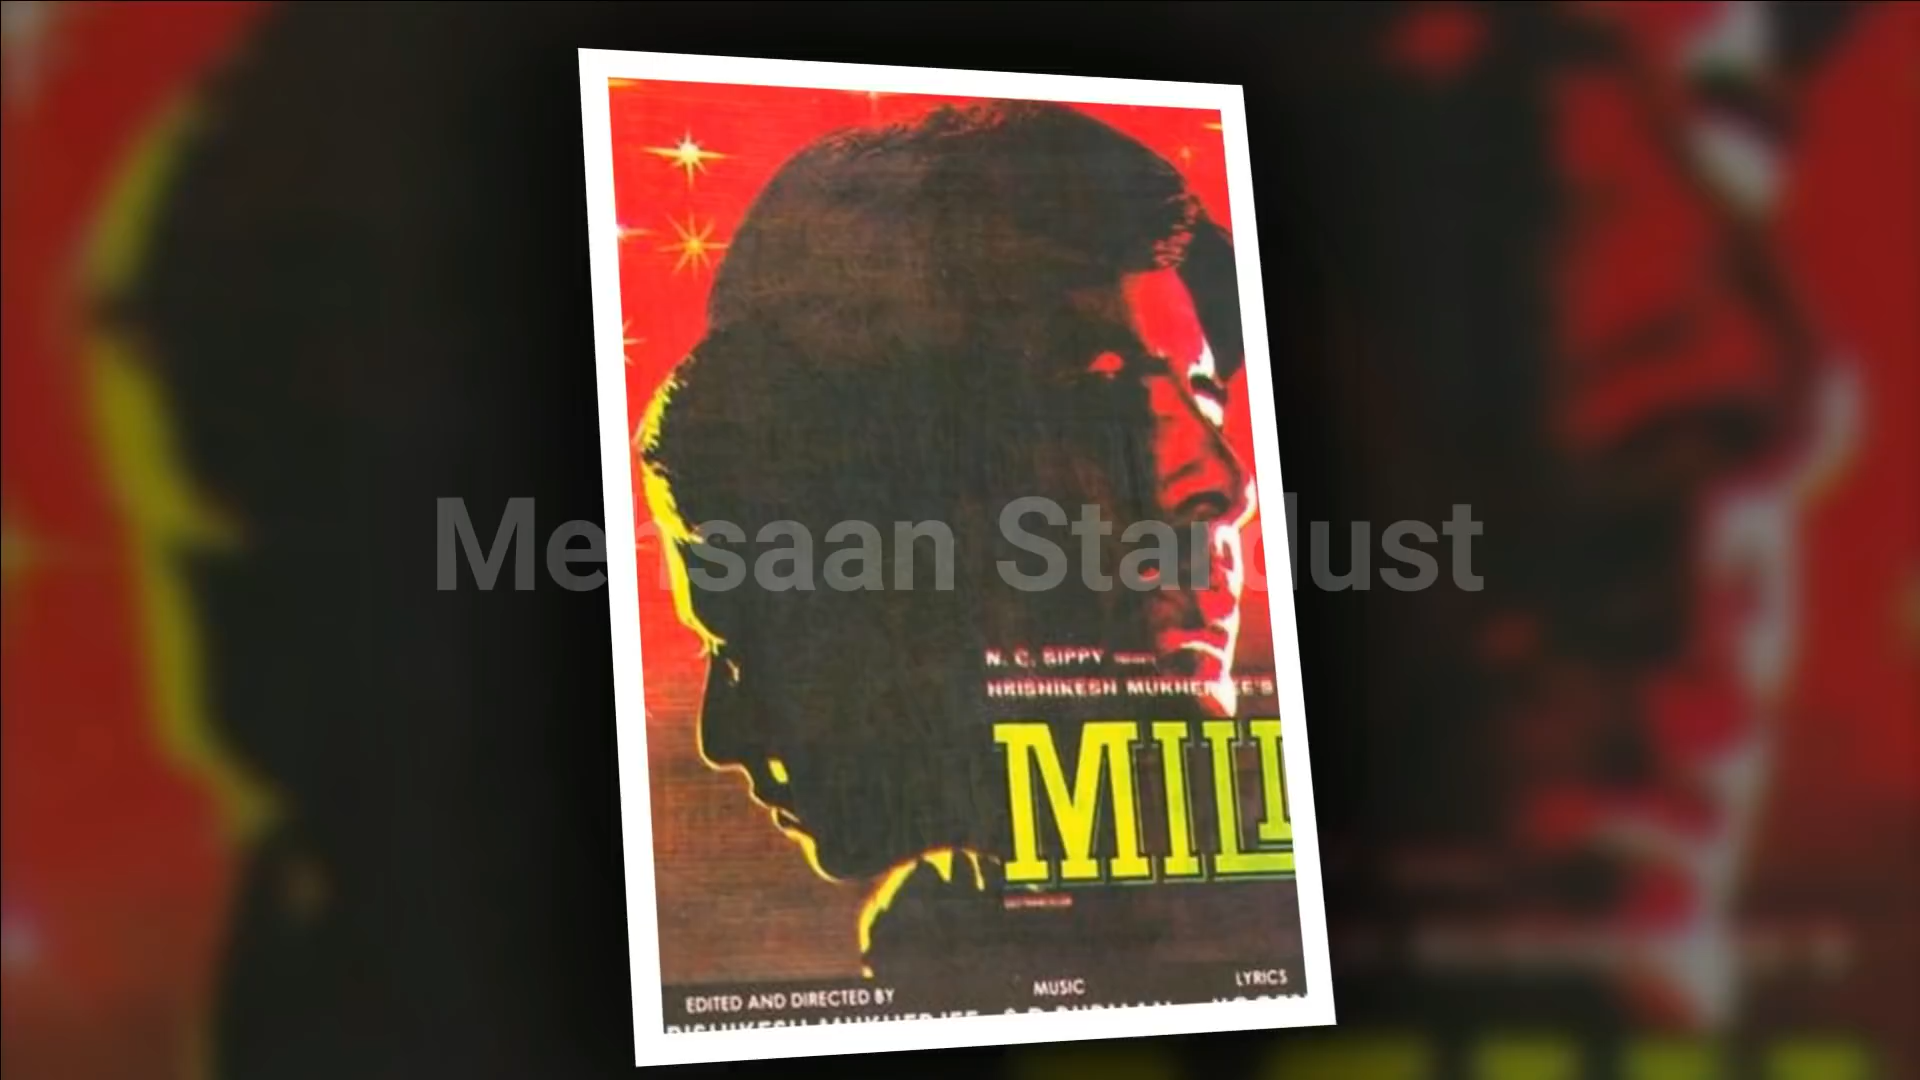 Mehsaan Stardust
N. C. SIPPY
HRISHIKESH MUKHERJEE'S
MILI
EDITED AND DIRECTED BY
MUSIC
LYRICS